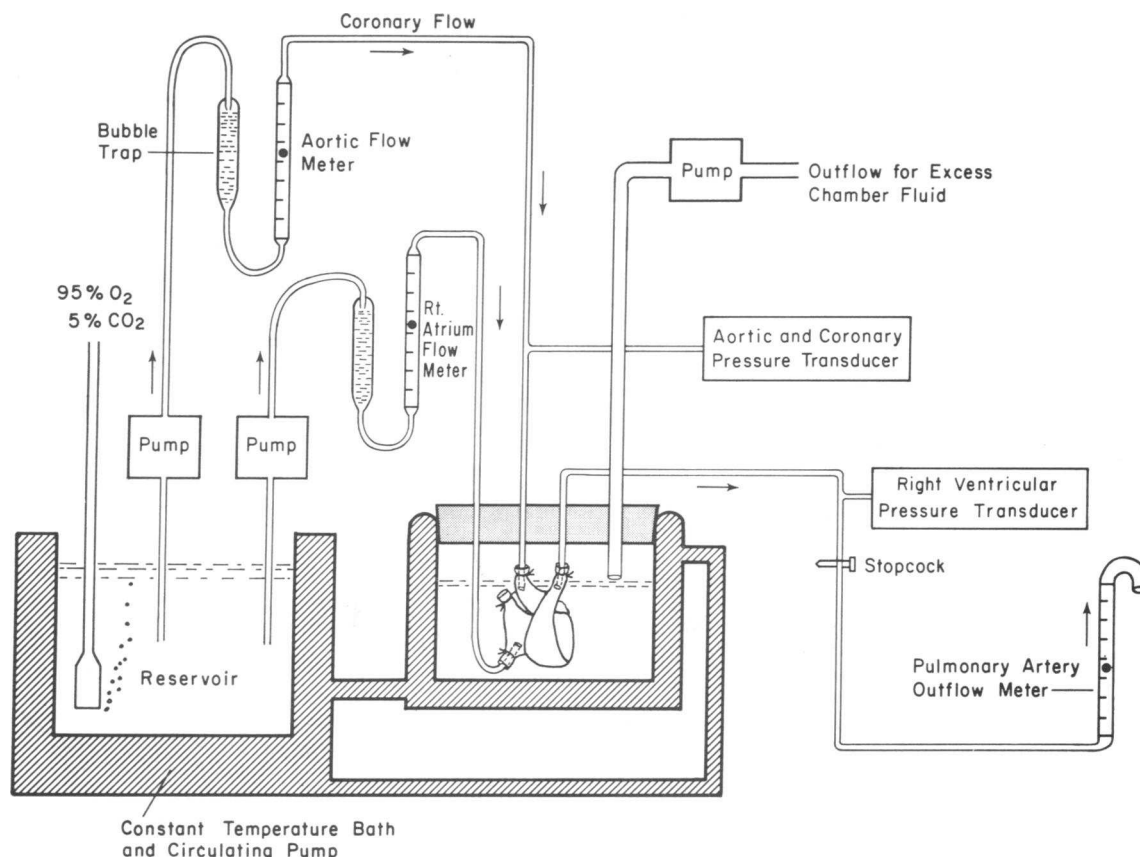 Coronary Flow
Bubble
Trap
Aortic Flow
Meter
Pump
Outflow for Excess
Chamber Fluid
95% O2
5% CO2
Rt.
Atrium
Flow
Meter
Aortic and Coronary
Pressure Transducer
Pump
Pump
Right Ventricular
Pressure Transducer
Stopcock
Reservoir
Pulmonary Artery
Outflow Meter
Constant Temperature Bath
and Circulating Pump